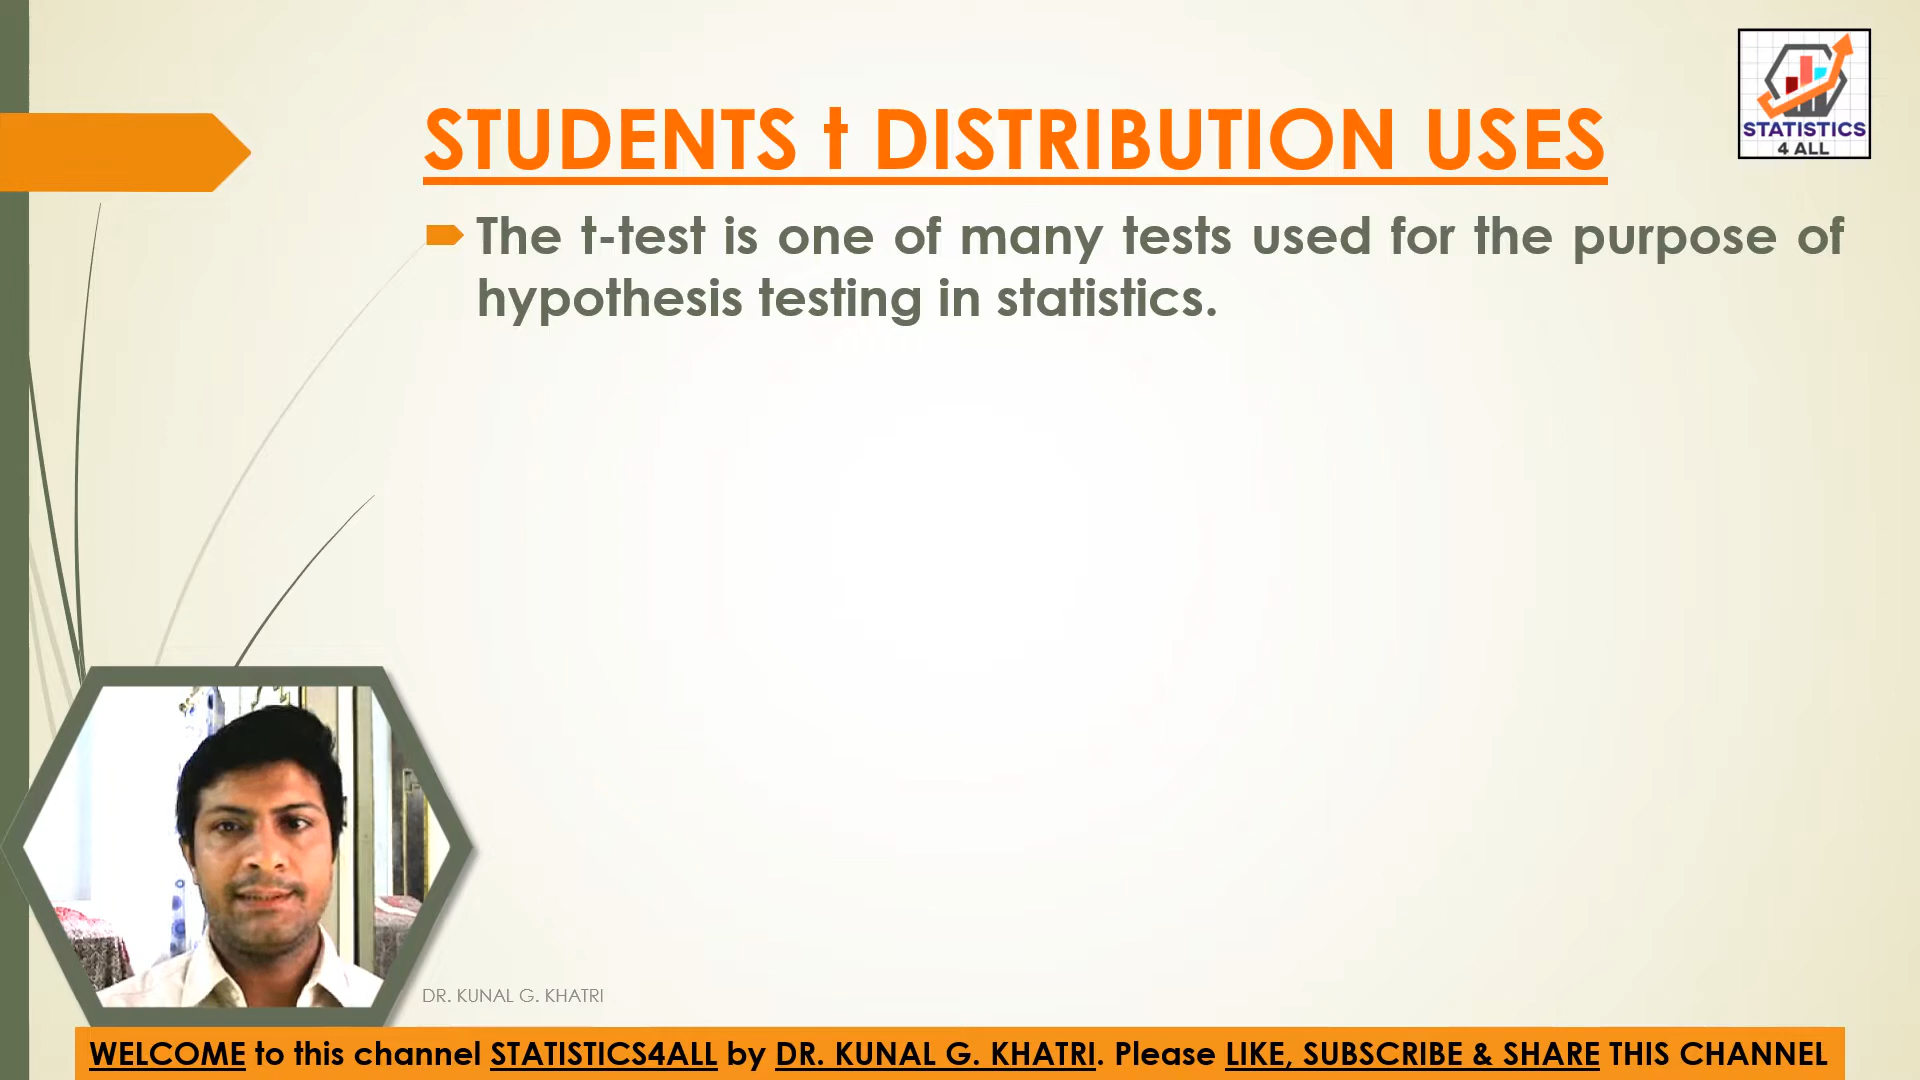 STUDENTS t DISTRIBUTION USES
STATISTICS
4 ALL
The t-test is one of many tests used for the purpose of
hypothesis testing in statistics.
DR. KUNAL G. KHATRI
WELCOME to this channel STATISTICS4ALL by DR. KUNAL G. KHATRI. Please LIKE, SUBSCRIBE & SHARE THIS CHANNEL